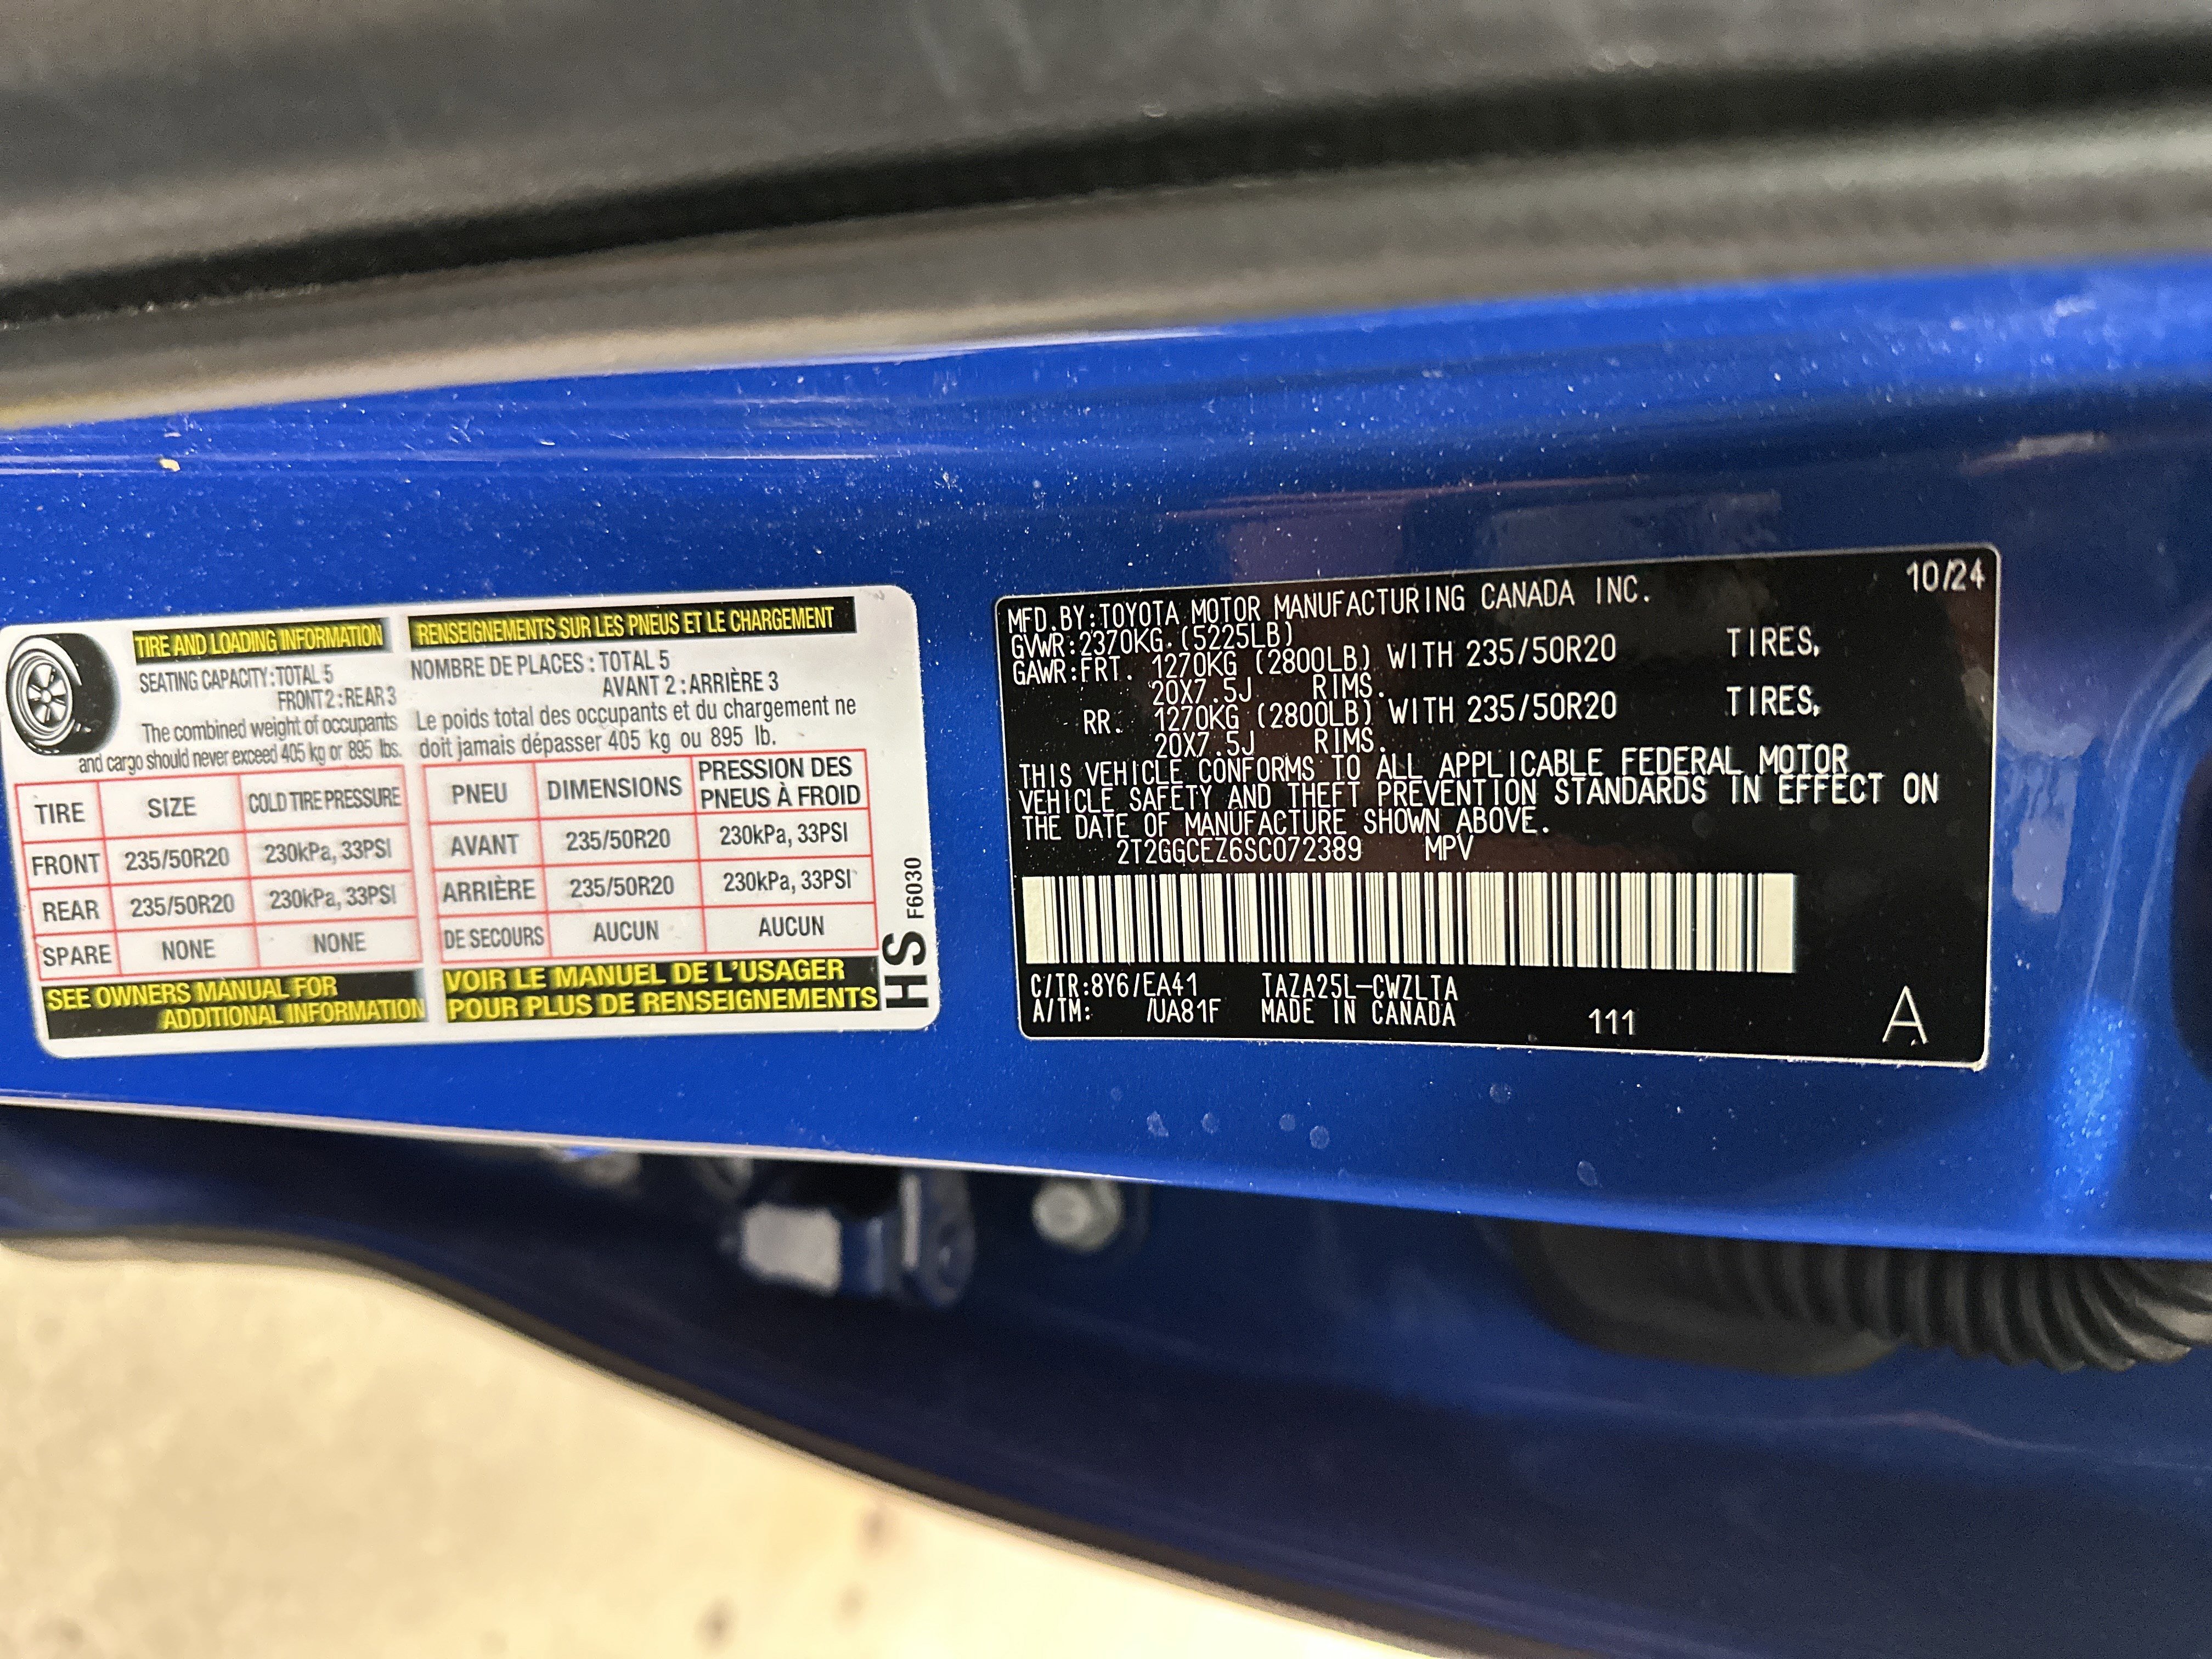 TIRE AND LOADING INFORMATION
SEATING CAPACITY:TOTAL 5
FRONT 2:REAR 3
The combined weight of occupants
and cargo should never exceed 405 kg or 895 lbs.
TIRE SIZE COLD TIRE PRESSURE
FRONT 235/50R20 230kPa, 33PSI
REAR 235/50R20 230kPa, 33PSI
SPARE NONE NONE
SEE OWNERS MANUAL FOR
ADDITIONAL INFORMATION
RENSEIGNEMENTS SUR LES PNEUS ET LE CHARGEMENT
NOMBRE DE PLACES : TOTAL 5
AVANT 2 : ARRIÈRE 3
Le poids total des occupants et du chargement ne
doit jamais dépasser 405 kg ou 895 lb.
PNEU DIMENSIONS PRESSION DES
PNEUS À FROID
AVANT 235/50R20 230kPa, 33PSI
ARRIÈRE 235/50R20 230kPa, 33PSI
DE SECOURS AUCUN AUCUN
VOIR LE MANUEL DE L'USAGER
POUR PLUS DE RENSEIGNEMENTS
HS F6030
MFD.BY:TOYOTA MOTOR MANUFACTURING CANADA INC. 10/24
GVWR:2370KG.(5225LB)
GAWR:FRT. 1270KG (2800LB) WITH 235/50R20 TIRES,
20X7.5J RIMS.
RR. 1270KG (2800LB) WITH 235/50R20 TIRES,
20X7.5J RIMS.
THIS VEHICLE CONFORMS TO ALL APPLICABLE FEDERAL MOTOR
VEHICLE SAFETY AND THEFT PREVENTION STANDARDS IN EFFECT ON
THE DATE OF MANUFACTURE SHOWN ABOVE.
2T2GGCEZ6SC072389 MPV
C/TR:8Y6/EA41 TAZA25L-CWZLTA
A/TM: /UA81F MADE IN CANADA 111 A